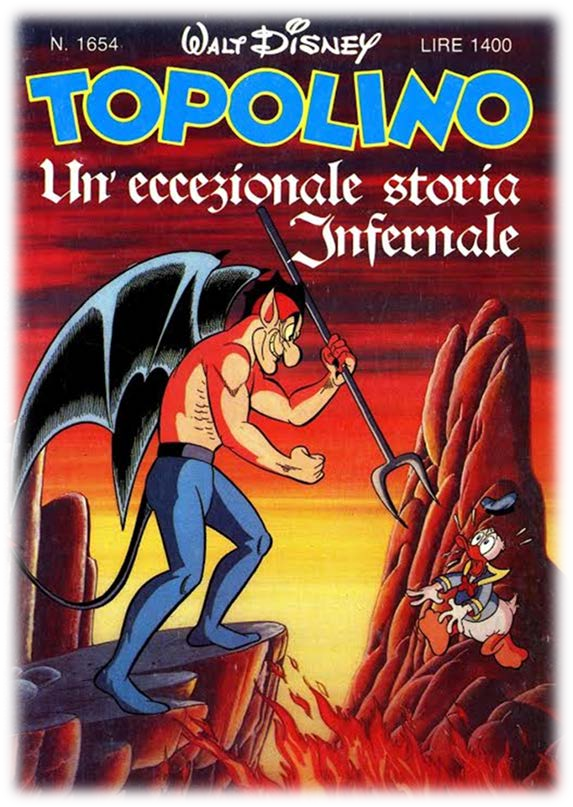 N. 1654 WALT DISNEY LIRE 1400
TOPOLINO
Un' eccezionale storia
Infernale